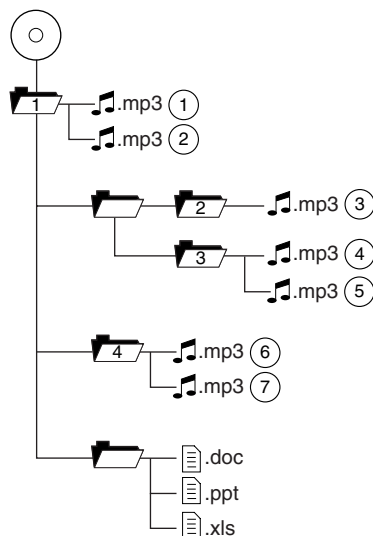 1 .mp3 1
.mp3 2
2 .mp3 3
3 .mp3 4
.mp3 5
4 .mp3 6
.mp3 7
.doc
.ppt
.xls